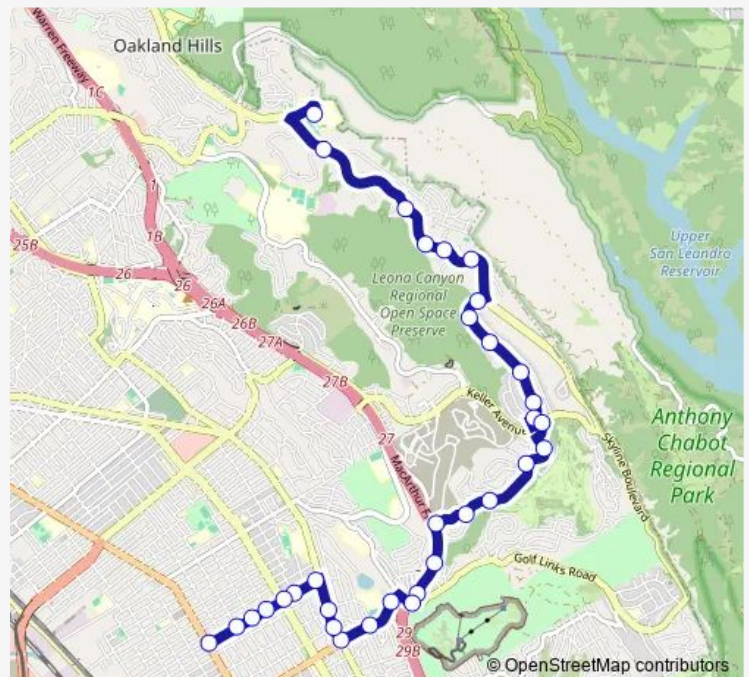 Warren Freeway
Oakland Hills
1C
1
1B
25B
26
26
26A
26B
27A
27B
27
Leona Canyon
Regional
Open Space
Preserve
Upper
San Leandro
Reservoir
Keller Avenue
Skyline Boulevard
Anthony
Chabot
Regional
Park
Golf Links Road
29
29B
© OpenStreetMap contributors